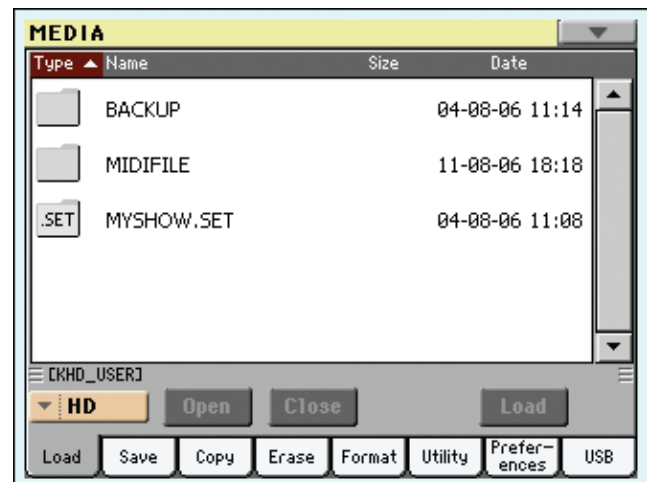 MEDIA
Type Name Size Date
BACKUP 04-08-06 11:14
MIDIFILE 11-08-06 18:18
.SET MYSHOW.SET 04-08-06 11:08
[KHD_USER]
HD Open Close Load
Load Save Copy Erase Format Utility Prefer-ences USB